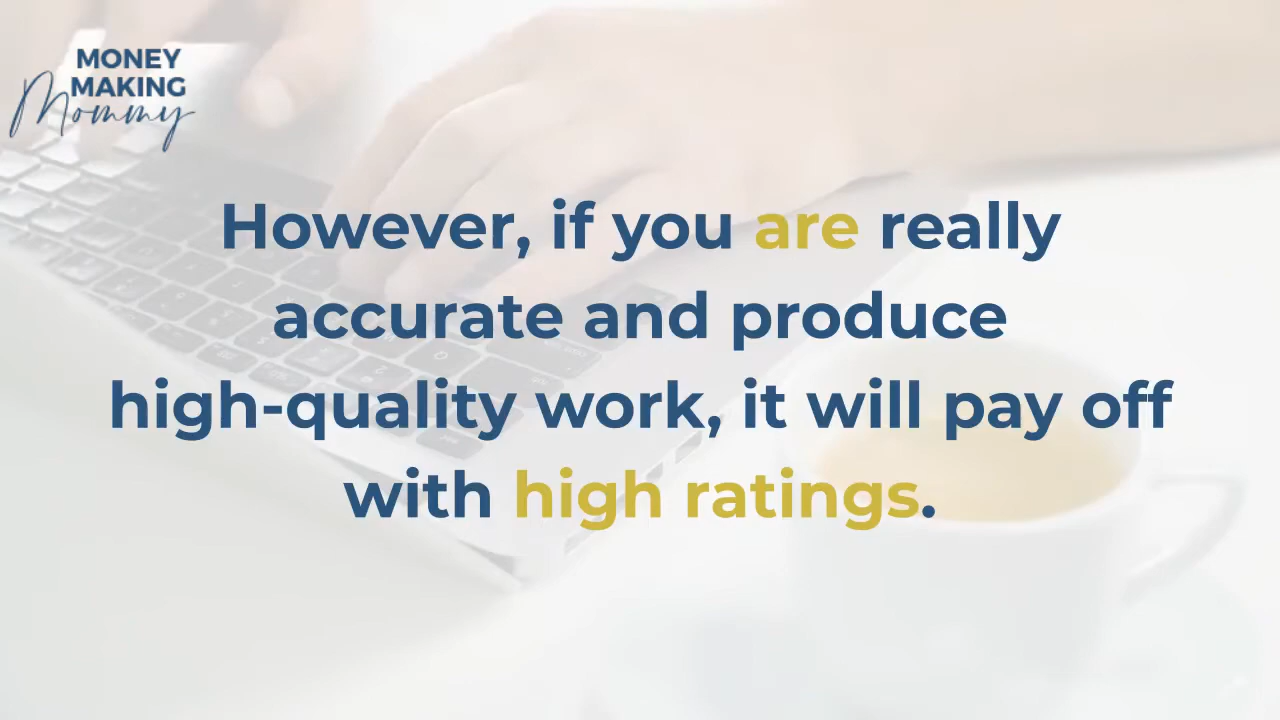 MONEY
MAKING
Mommy
However, if you are really
accurate and produce
high-quality work, it will pay off
with high ratings.